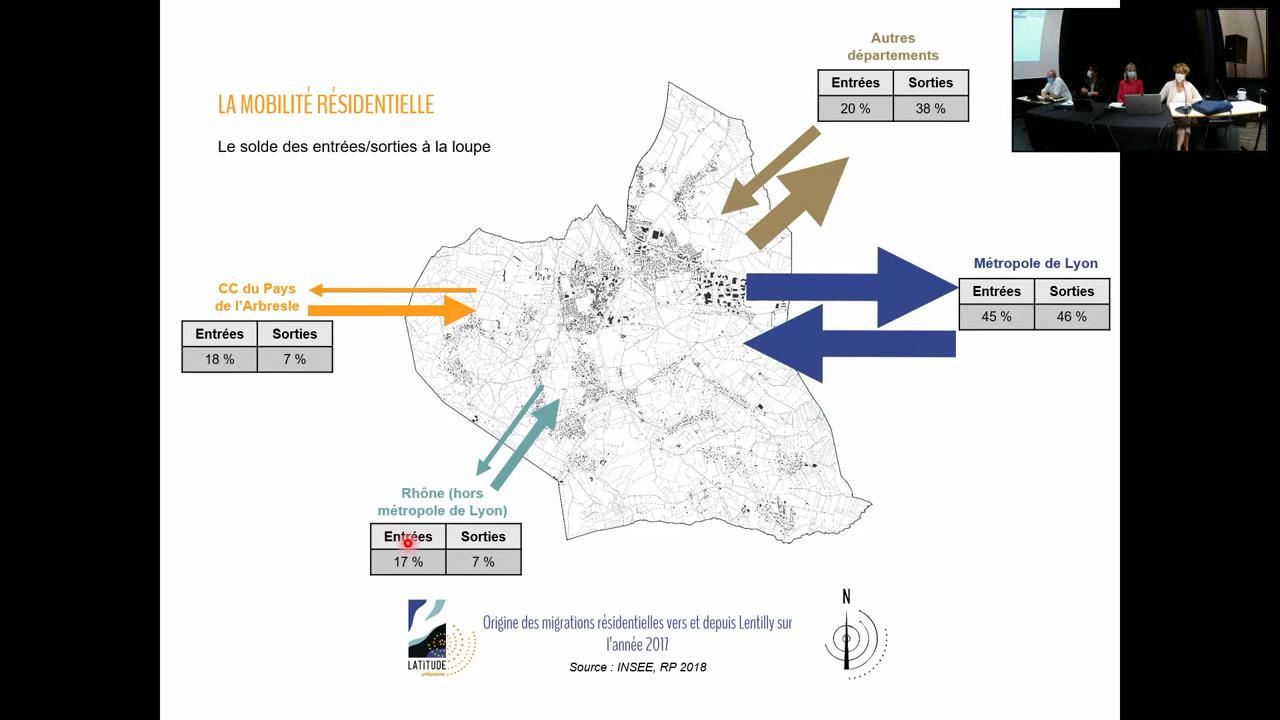 LA MOBILITÉ RÉSIDENTIELLE
Le solde des entrées/sorties à la loupe
Autres
départements
Entrées Sorties
20 % 38 %
Métropole de Lyon
Entrées Sorties
45 % 46 %
CC du Pays
de l'Arbresle
Entrées Sorties
18 % 7 %
Rhône (hors
métropole de Lyon)
Entrées Sorties
17 % 7 %
LATITUDE
Origine des migrations résidentielles vers et depuis Lentilly sur
l'année 2017
Source : INSEE, RP 2018
N